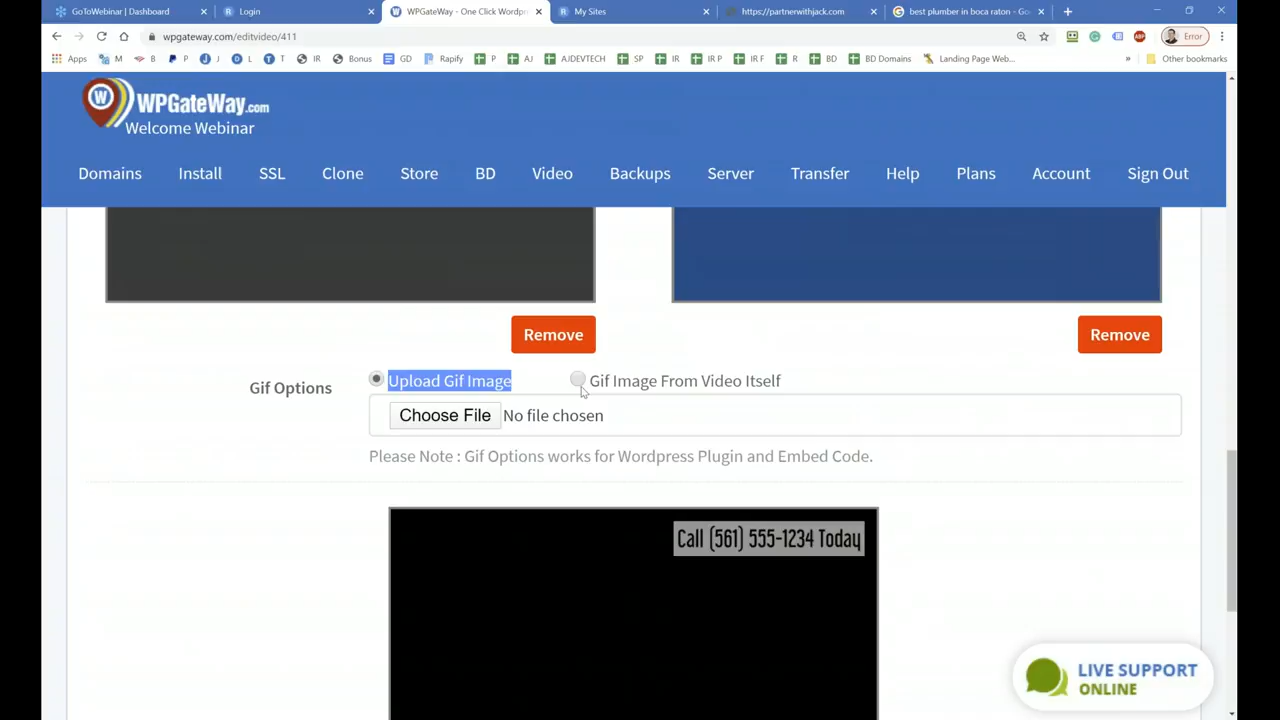 GoToWebinar | Dashboard
Login
WPGateWay - One Click Wordpr
My Sites
https://partnerwithjack.com
best plumber in boca raton - Go
wpgateway.com/editvideo/411
Error
Apps M B P J D L T IR Bonus GD Rapify P AJ AJDEVTECH SP IR IR P IR F R BD BD Domains Landing Page Web... » Other bookmarks
W WPGateWay.com
Welcome Webinar
Domains Install SSL Clone Store BD Video Backups Server Transfer Help Plans Account Sign Out
Remove Remove
Gif Options Upload Gif Image Gif Image From Video Itself
Choose File No file chosen
Please Note : Gif Options works for Wordpress Plugin and Embed Code.
Call (561) 555-1234 Today
LIVE SUPPORT
ONLINE